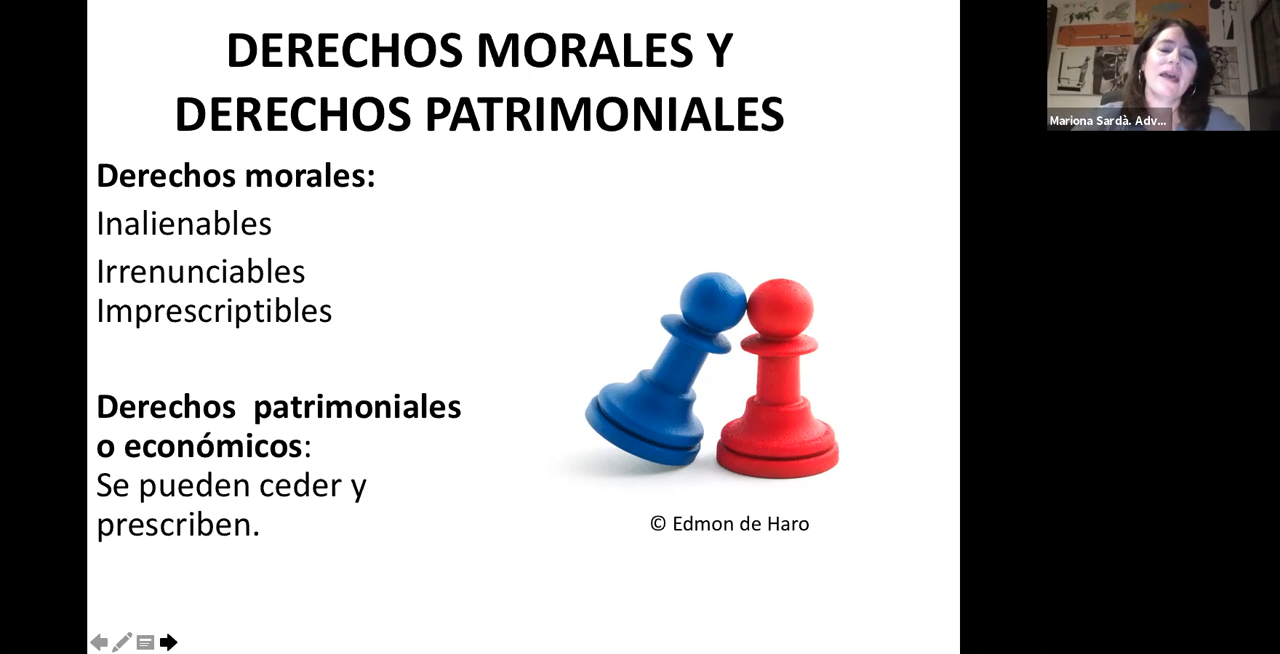 DERECHOS MORALES Y
DERECHOS PATRIMONIALES
Derechos morales:
Inalienables
Irrenunciables
Imprescriptibles
Derechos  patrimoniales
o económicos:
Se pueden ceder y
prescriben.
© Edmon de Haro
Mariona Sardà. Adv...